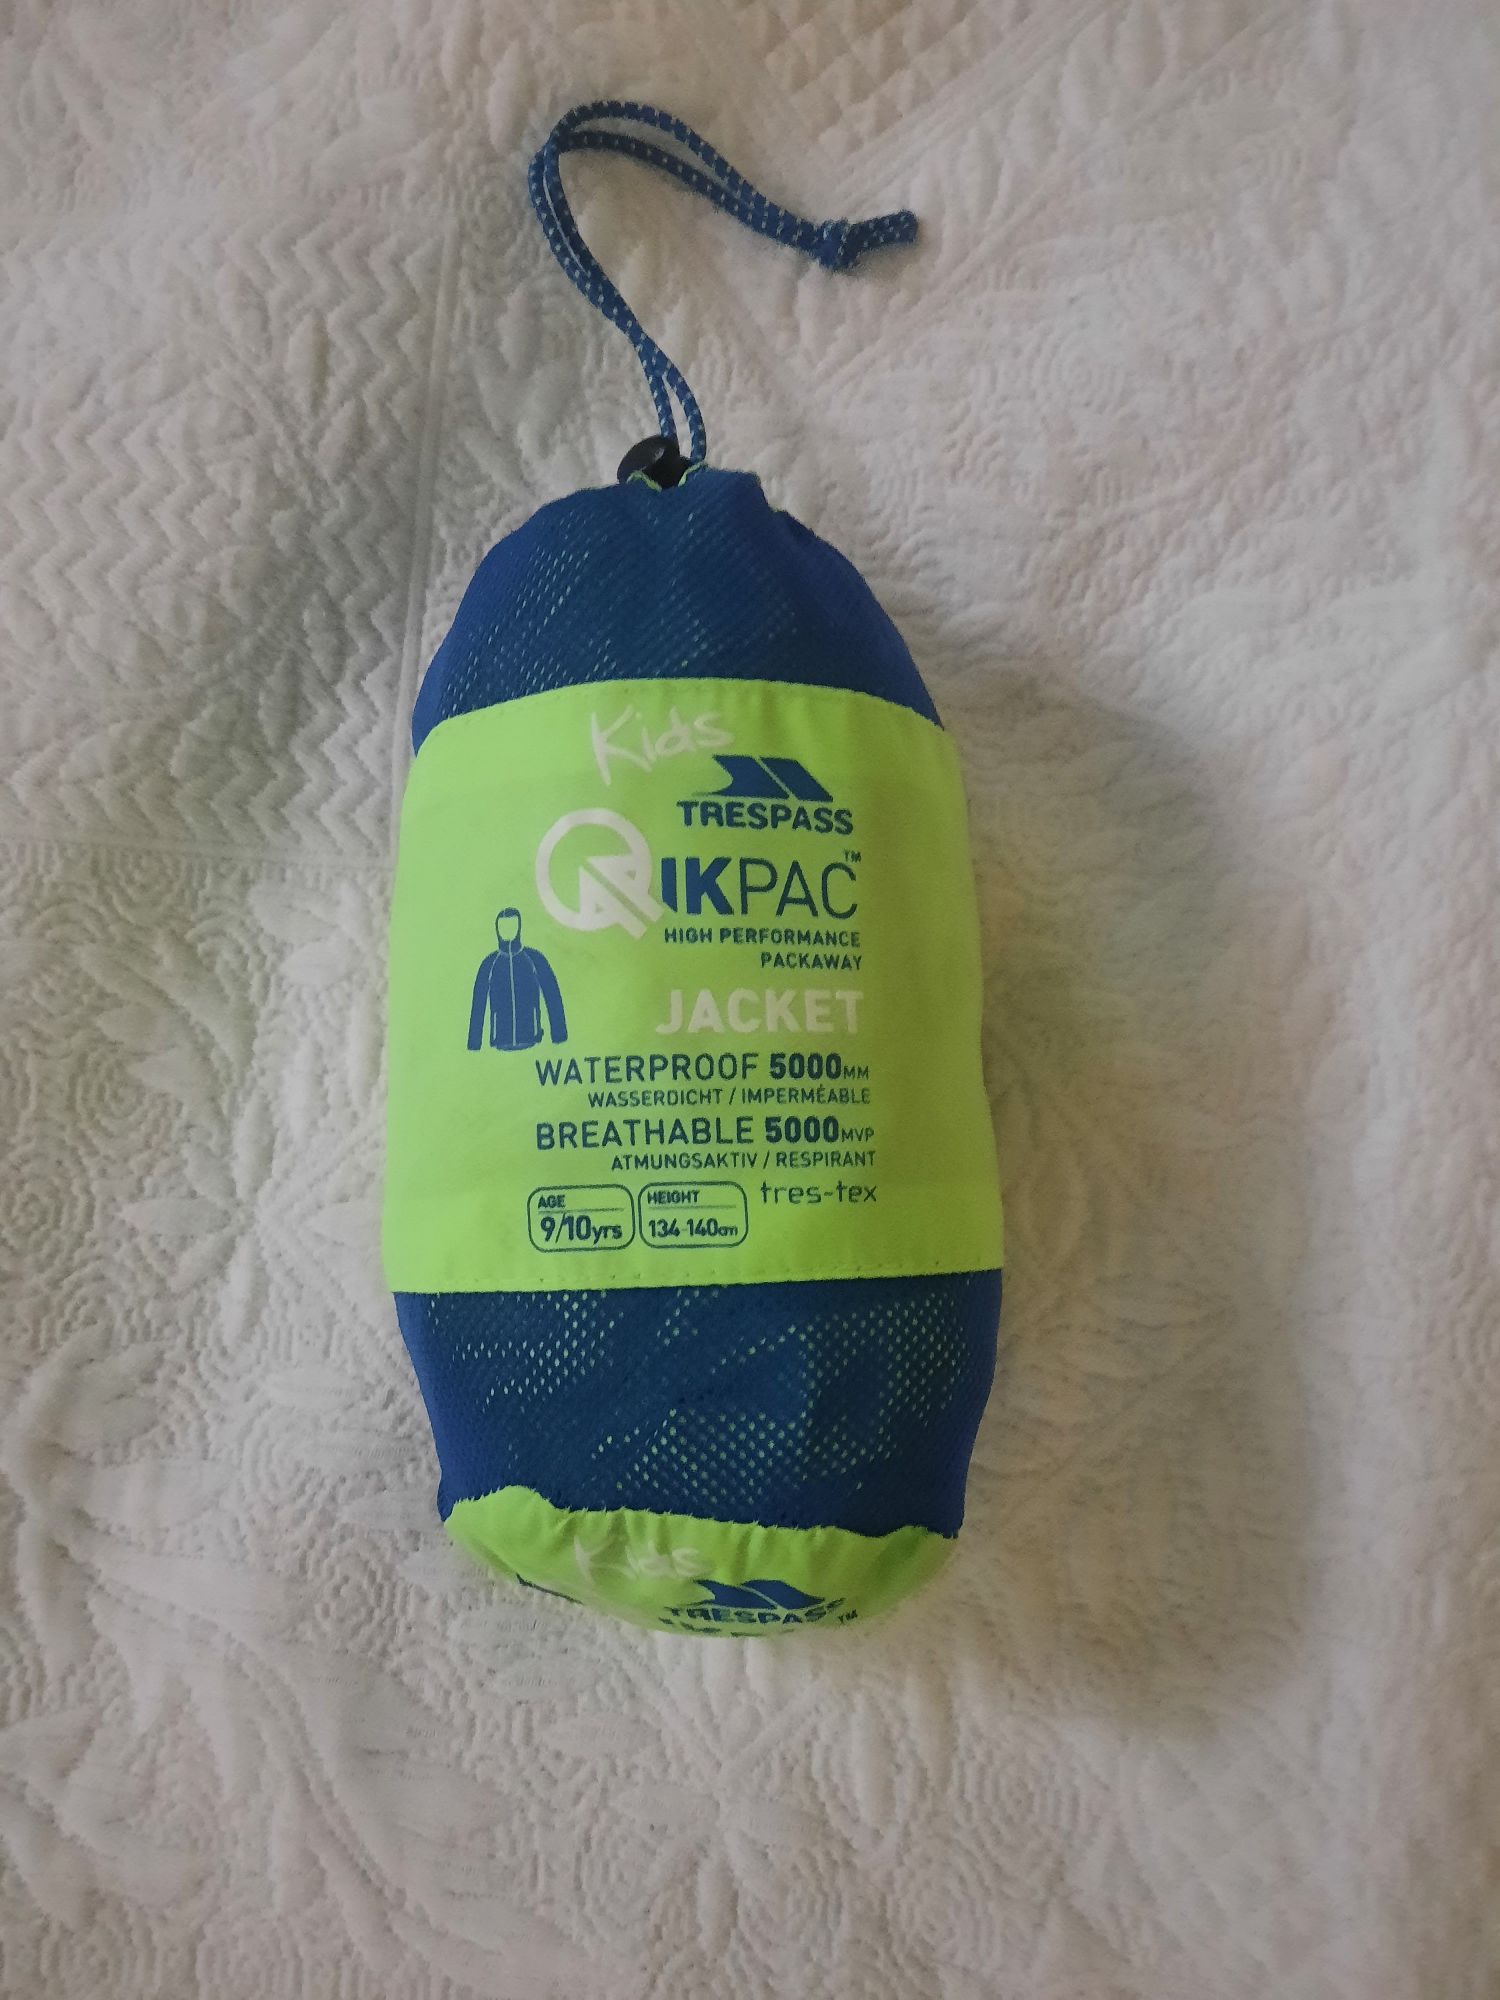 Kids
TRESPASS
QIKPAC™
HIGH PERFORMANCE
PACKAWAY
JACKET
WATERPROOF 5000MM
WASSERDICHT / IMPERMÉABLE
BREATHABLE 5000MVP
ATMUNGSAKTIV / RESPIRANT
tres-tex
AGE
9/10yrs
HEIGHT
134-140cm
Kids
TRESPASS
™